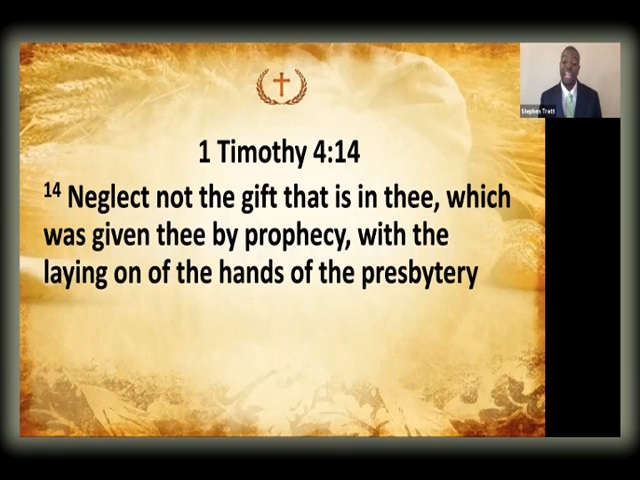 1 Timothy 4:14
14 Neglect not the gift that is in thee, which
was given thee by prophecy, with the
laying on of the hands of the presbytery
Stephen Trott